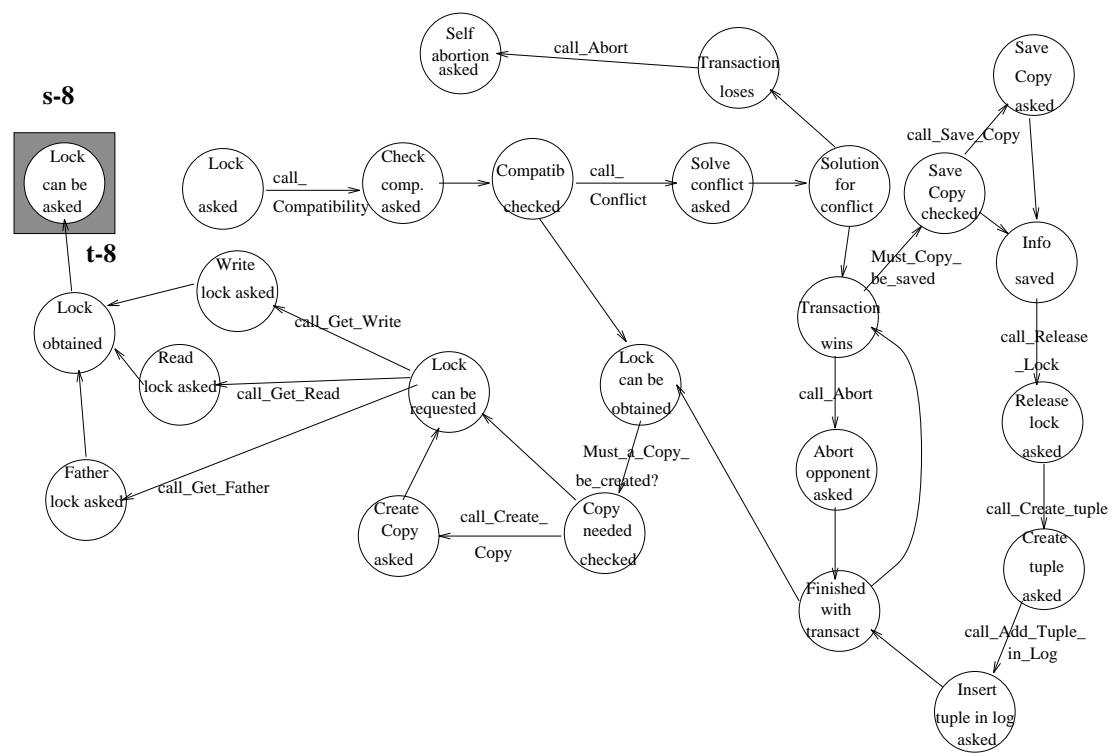 Self
abortion
asked
call_Abort
Transaction
loses
Save
Copy
asked
s-8
call_Save_Copy
Lock
can be
asked
Lock
asked
call_
Compatibility
Check
comp.
asked
Compatib
checked
call_
Conflict
Solve
conflict
asked
Solution
for
conflict
Save
Copy
checked
t-8
Must_Copy_
be_saved
Info
saved
Write
lock asked
Lock
obtained
call_Get_Write
Transaction
wins
call_Release
_Lock
Read
lock asked
call_Get_Read
Lock
can be
requested
Lock
can be
obtained
call_Abort
Release
lock
asked
Father
lock asked
call_Get_Father
Must_a_Copy_
be_created?
Abort
opponent
asked
Create
Copy
asked
call_Create_
Copy
Copy
needed
checked
call_Create_tuple
Create
tuple
asked
Finished
with
transact
call_Add_Tuple_
in_Log
Insert
tuple in log
asked